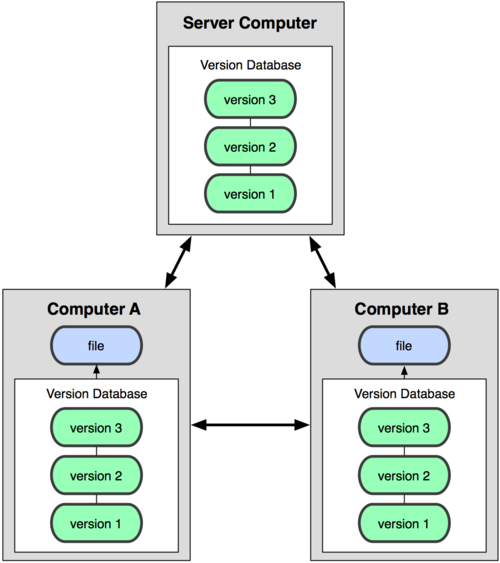 Server Computer
Version Database
version 3
version 2
version 1
Computer A
file
Version Database
version 3
version 2
version 1
Computer B
file
Version Database
version 3
version 2
version 1